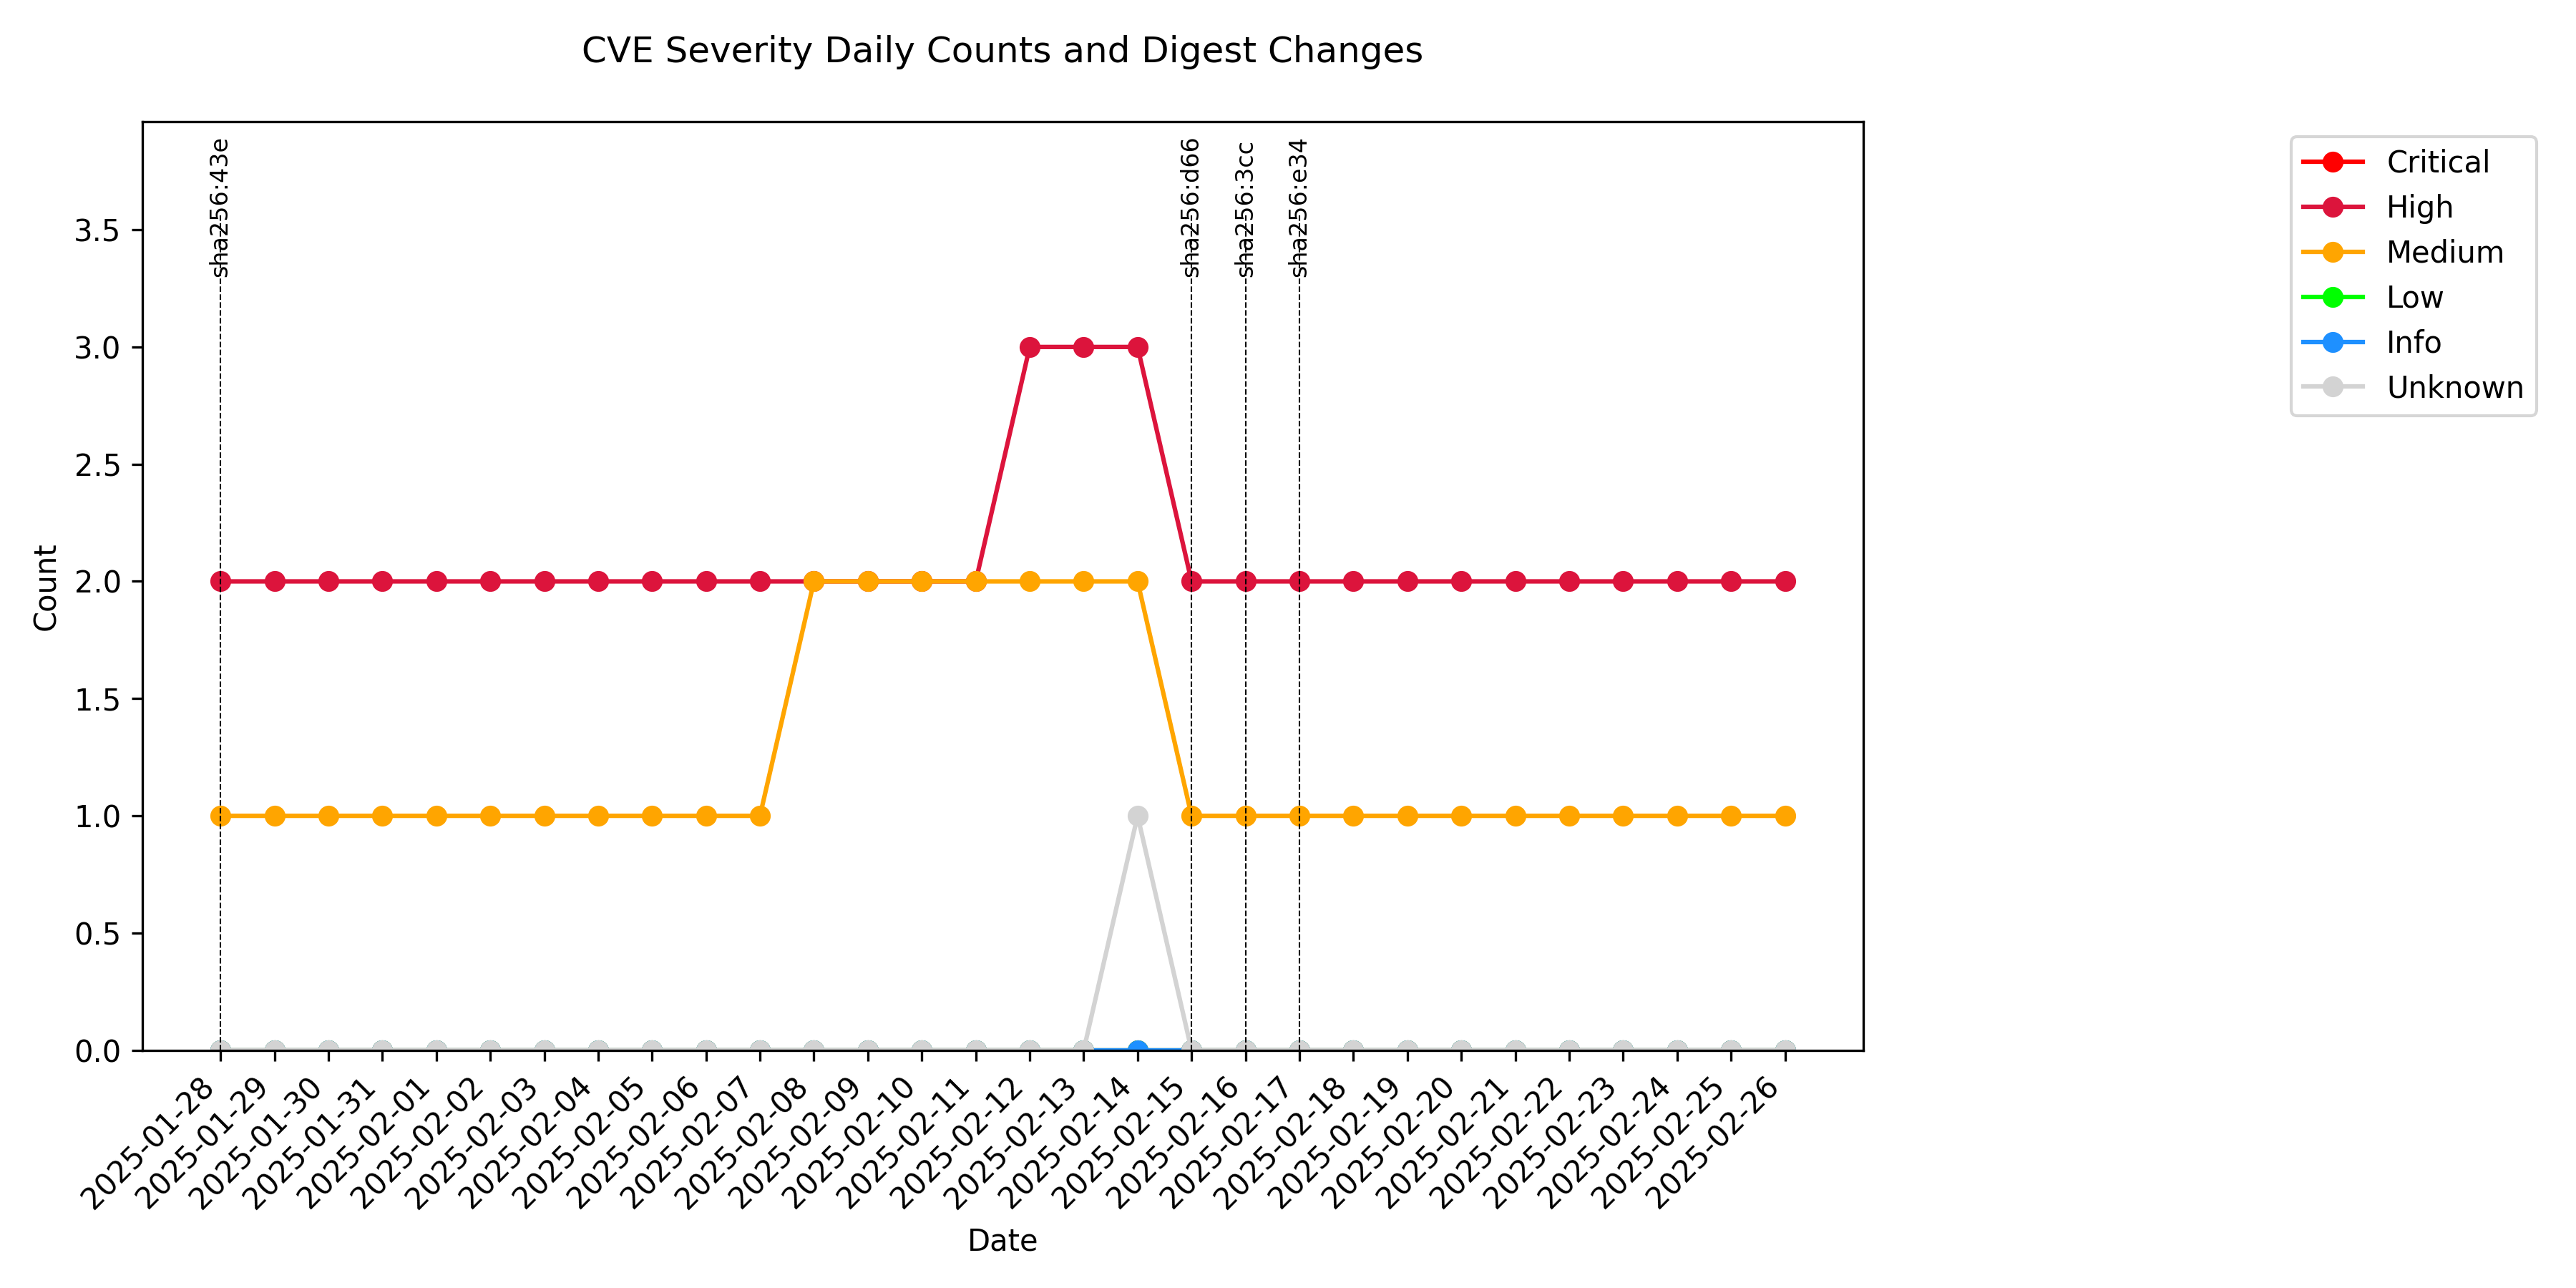 CVE Severity Daily Counts and Digest Changes
sha256:43e
sha256:d66
sha256:3cc
sha256:e34
Critical
High
Medium
Low
Info
Unknown
3.5
3.0
2.5
2.0
1.5
1.0
0.5
0.0
Count
2025-01-28
2025-01-29
2025-01-30
2025-01-31
2025-02-01
2025-02-02
2025-02-03
2025-02-04
2025-02-05
2025-02-06
2025-02-07
2025-02-08
2025-02-09
2025-02-10
2025-02-11
2025-02-12
2025-02-13
2025-02-14
2025-02-15
2025-02-16
2025-02-17
2025-02-18
2025-02-19
2025-02-20
2025-02-21
2025-02-22
2025-02-23
2025-02-24
2025-02-25
2025-02-26
Date